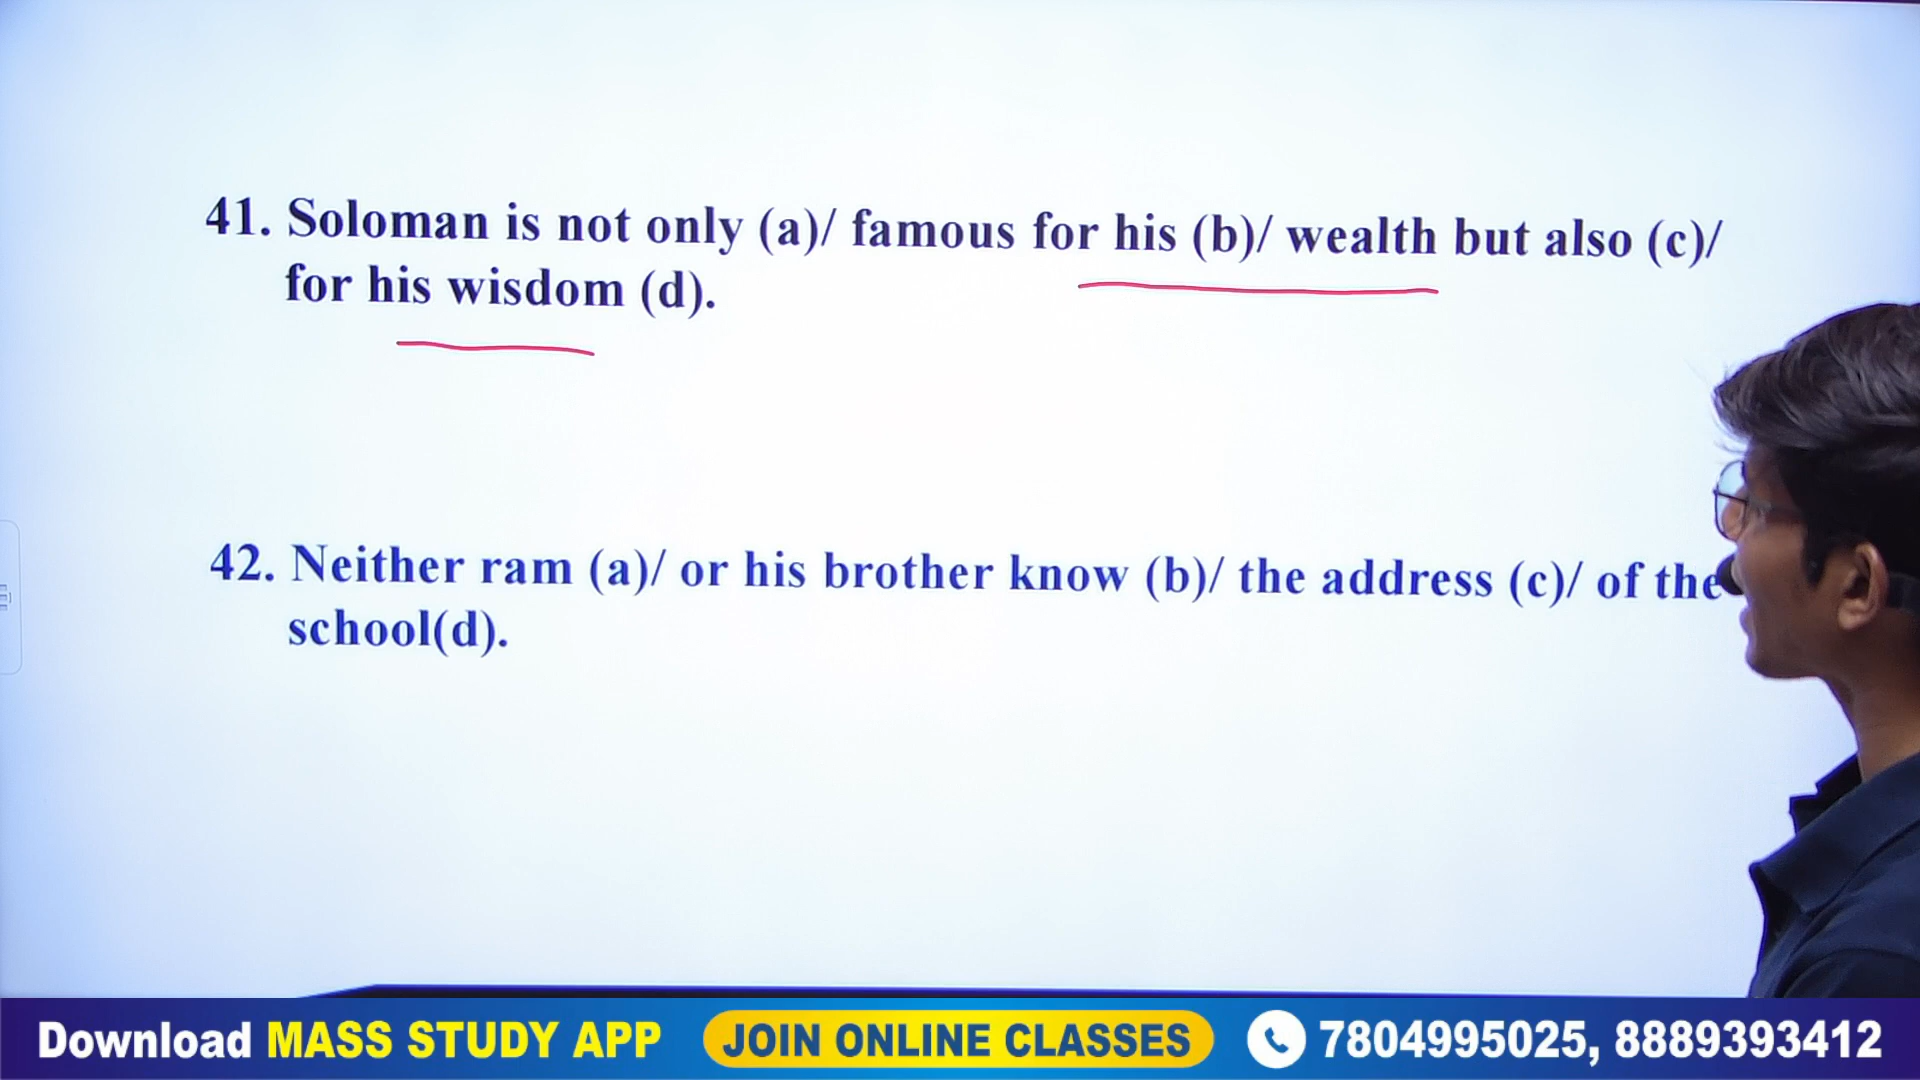 41. Soloman is not only (a)/ famous for his (b)/ wealth but also (c)/
for his wisdom (d).
42. Neither ram (a)/ or his brother know (b)/ the address (c)/ of the
school(d).
Download MASS STUDY APP JOIN ONLINE CLASSES 7804995025, 8889393412